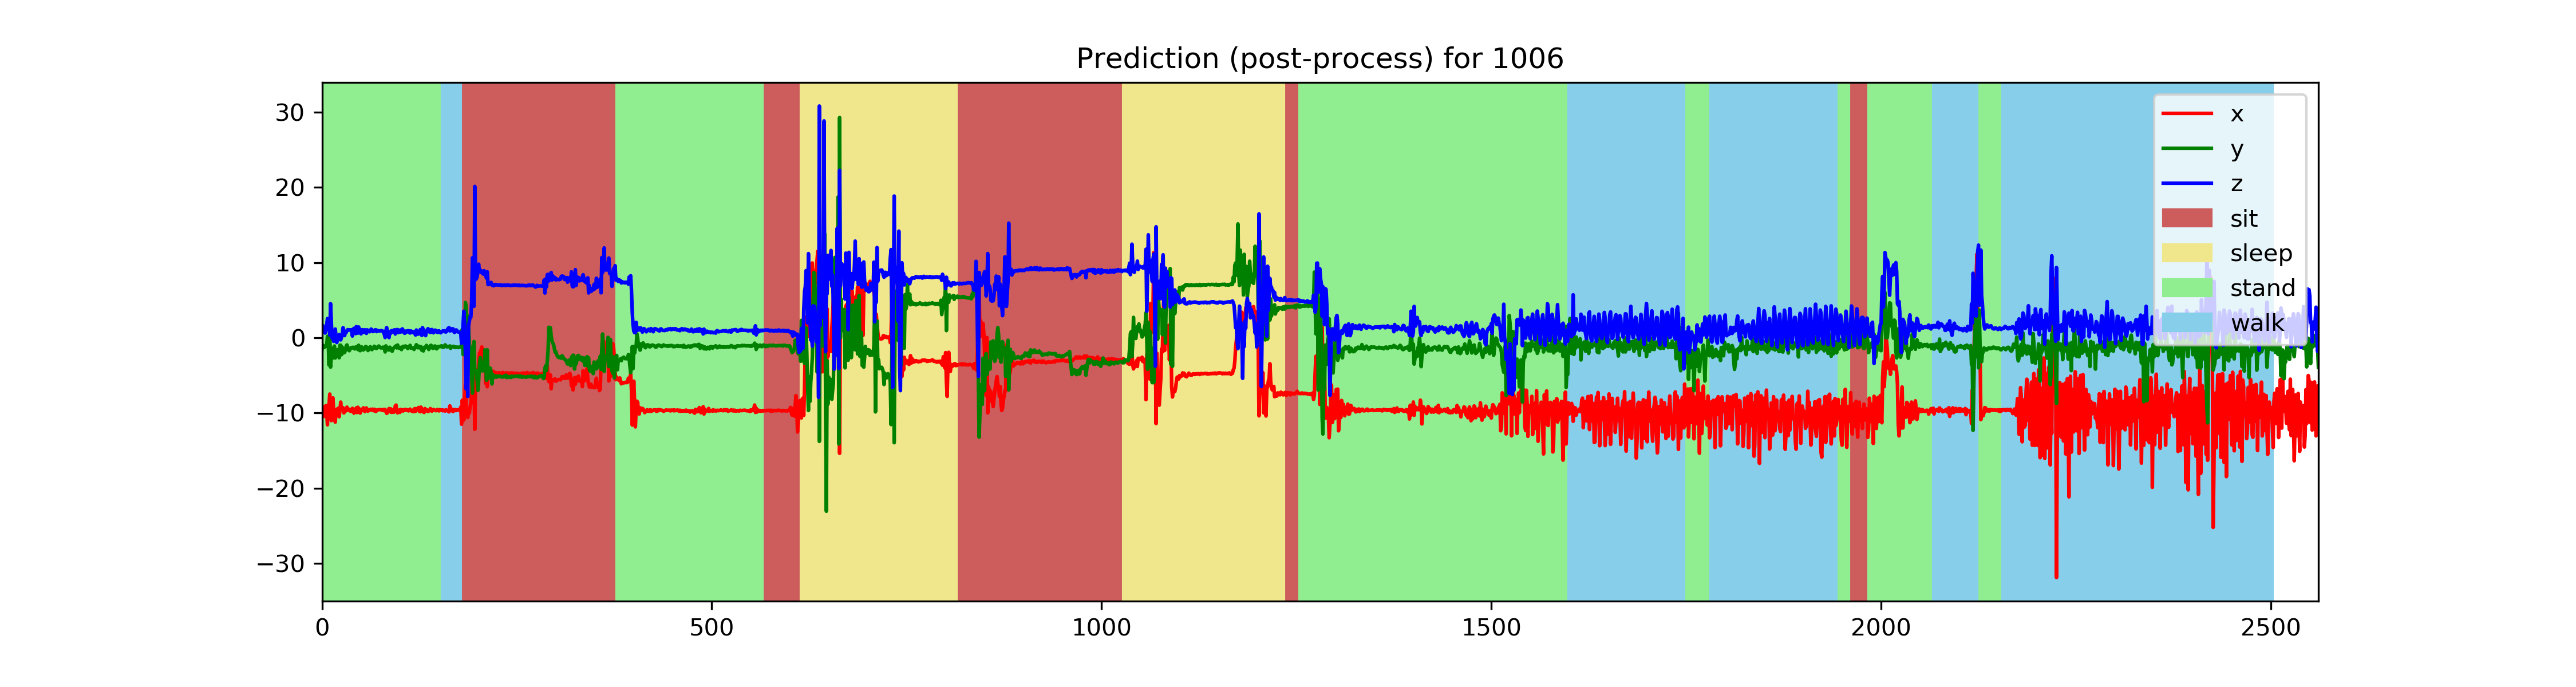 Prediction (post-process) for 1006
30
20
10
0
−10
−20
−30
0
500
1000
1500
2000
2500
x
y
z
sit
sleep
stand
walk